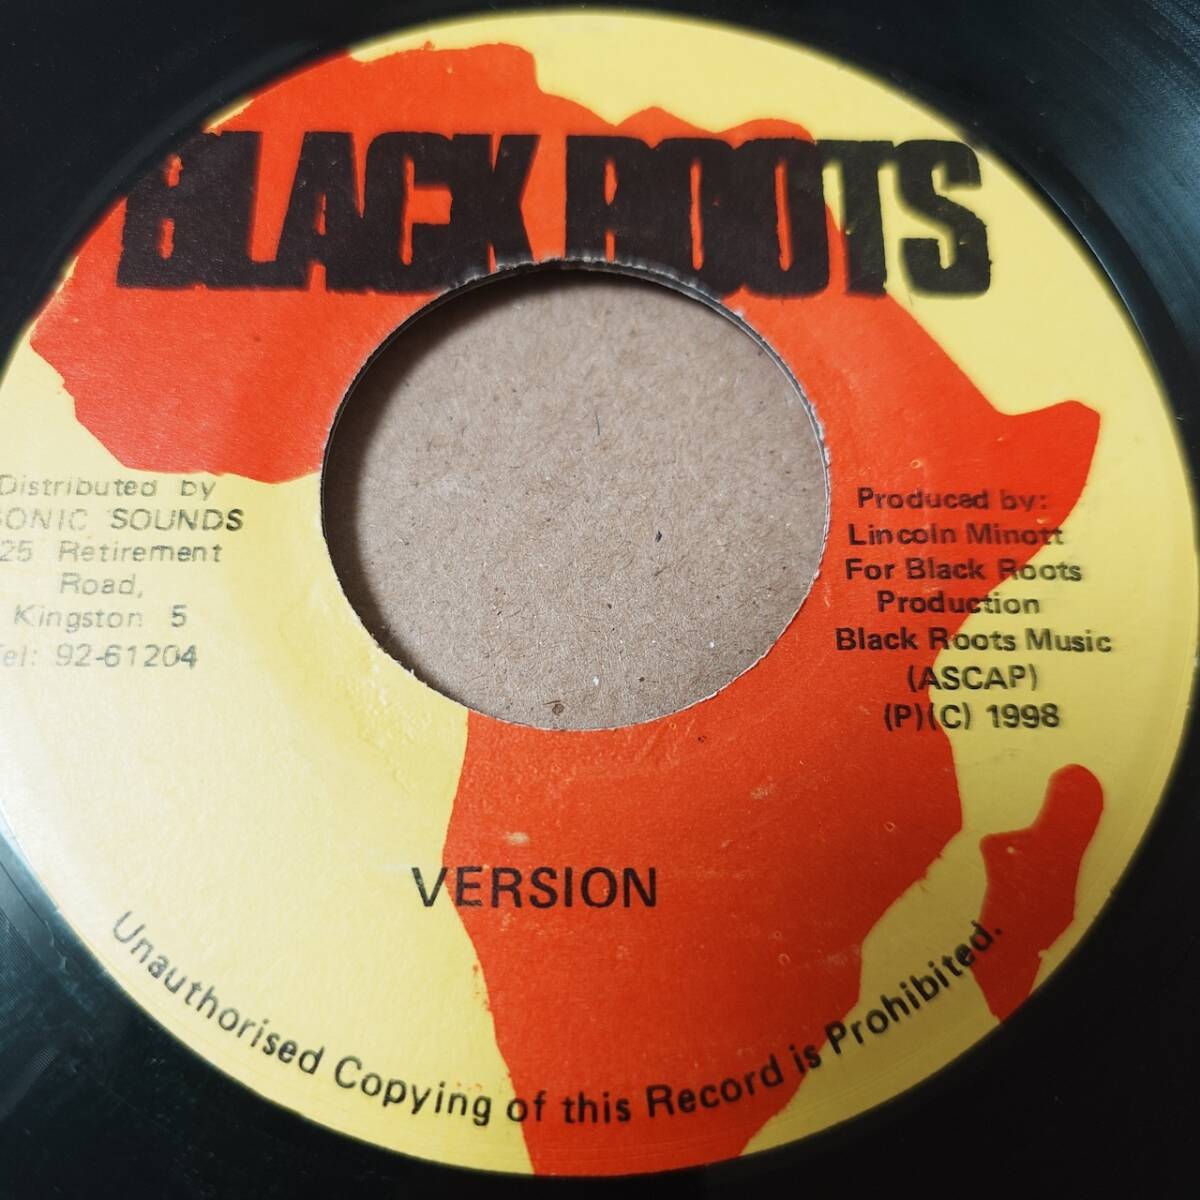 BLACK ROOTS
Distributed by
SONIC SOUNDS
25 Retirement
Road,
Kingston 5
Tel: 92-61204
Produced by:
Lincoln Minott
For Black Roots
Production
Black Roots Music
(ASCAP)
(P)(C) 1998
VERSION
Unauthorised Copying of this Record is Prohibited.